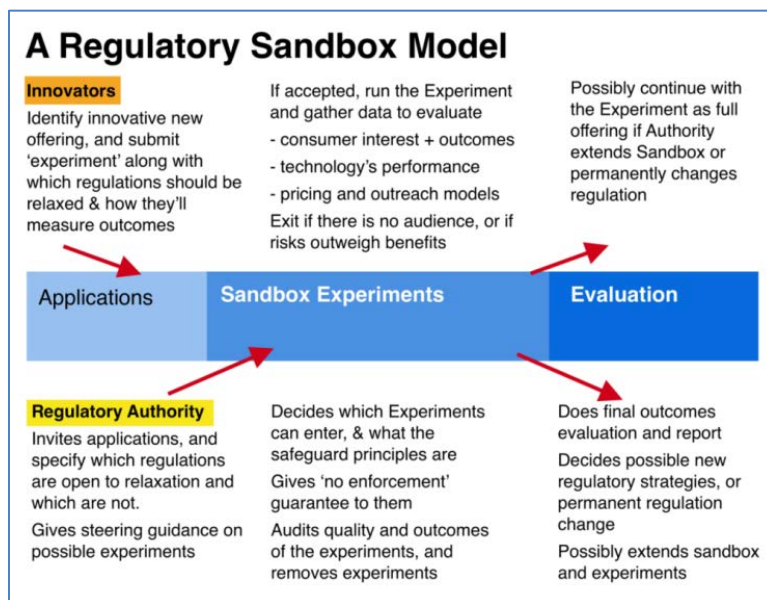 A Regulatory Sandbox Model
Innovators
Identify innovative new
offering, and submit
‘experiment’ along with
which regulations should be
relaxed & how they’ll
measure outcomes
If accepted, run the Experiment
and gather data to evaluate
- consumer interest + outcomes
- technology’s performance
- pricing and outreach models
Exit if there is no audience, or if
risks outweigh benefits
Possibly continue with
the Experiment as full
offering if Authority
extends Sandbox or
permanently changes
regulation
Applications
Sandbox Experiments
Evaluation
Regulatory Authority
Invites applications, and
specify which regulations
are open to relaxation and
which are not.
Gives steering guidance on
possible experiments
Decides which Experiments
can enter, & what the
safeguard principles are
Gives ‘no enforcement’
guarantee to them
Audits quality and outcomes
of the experiments, and
removes experiments
Does final outcomes
evaluation and report
Decides possible new
regulatory strategies, or
permanent regulation
change
Possibly extends sandbox
and experiments